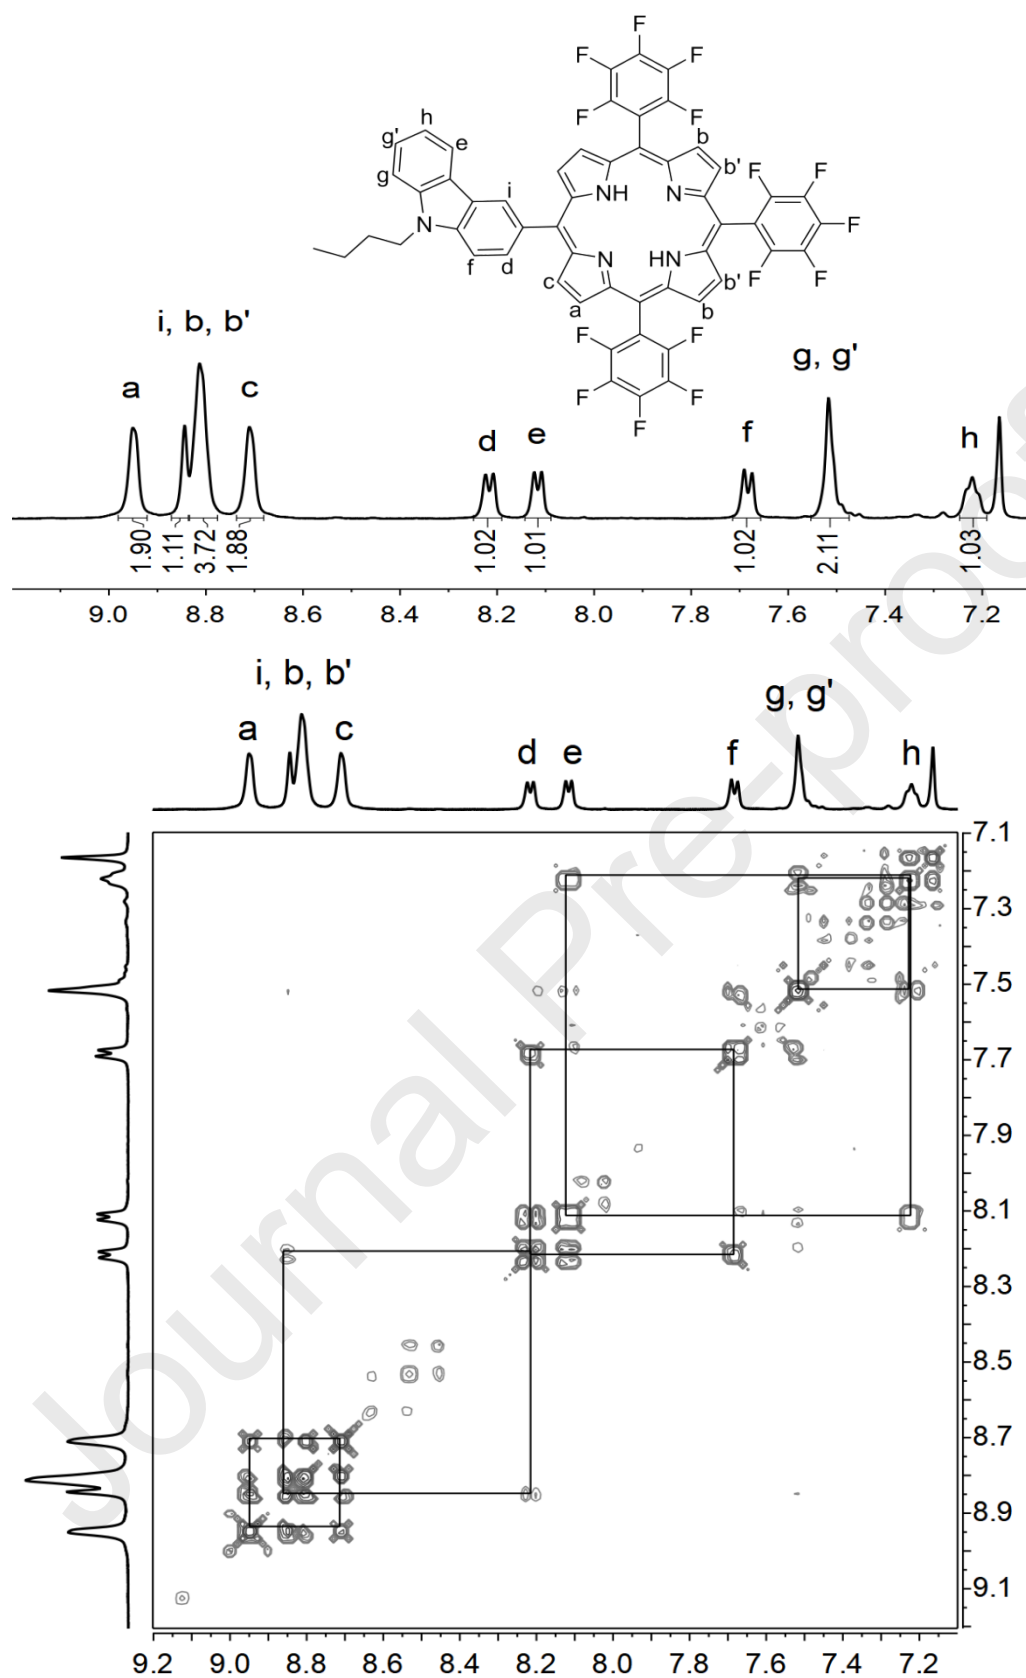 F
F F
F F
h
g' e
g
i
b
b'
F F
NH N
F
N
F F
N HN
f d
c
a
b'
b
F F
F F
F
i, b, b'
a c
d e
f
g, g'
h
1.90 1.11 3.72 1.88 1.02 1.01 1.02 2.11 1.03
9.0 8.8 8.6 8.4 8.2 8.0 7.8 7.6 7.4 7.2
i, b, b'
g, g'
a c d e f h
7.1
7.3
7.5
7.7
7.9
8.1
8.3
8.5
8.7
8.9
9.1
9.2 9.0 8.8 8.6 8.4 8.2 8.0 7.8 7.6 7.4 7.2
Journal Pre-proof